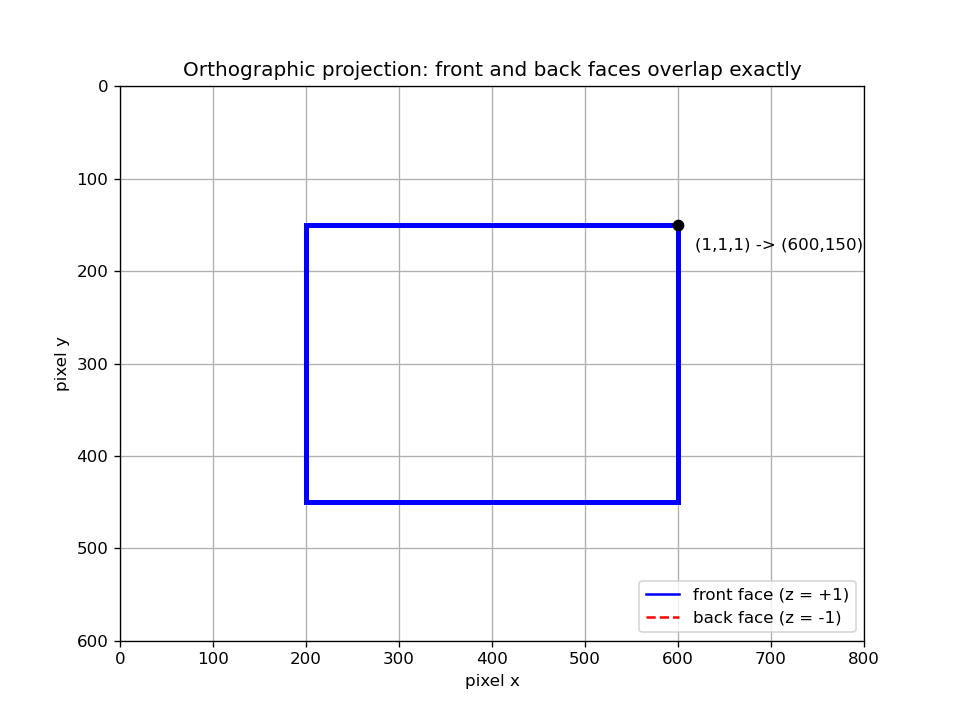 Orthographic projection: front and back faces overlap exactly
0
100
(1,1,1) -> (600,150)
200
300
pixel y
400
500
front face (z = +1)
back face (z = -1)
600
0 100 200 300 400 500 600 700 800
pixel x